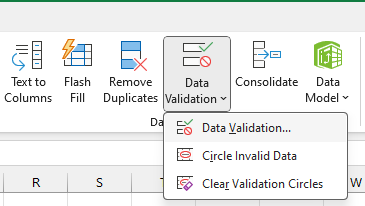 Text to
Columns
Flash
Fill
Remove
Duplicates
Data
Validation
Consolidate
Data
Model
Data Validation...
Circle Invalid Data
Clear Validation Circles
R
S
W